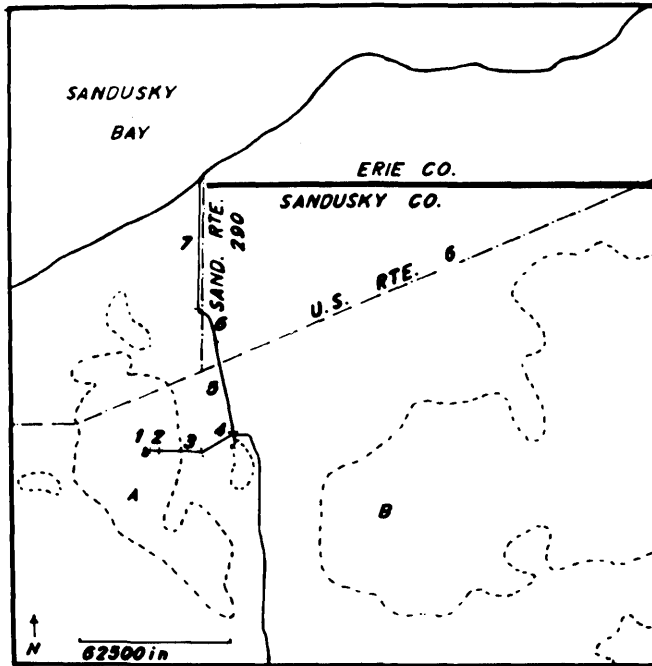 SANDUSKY
BAY
ERIE CO.
SANDUSKY CO.
7
SAND. RTE.
290
U.S. RTE. 6
6
5
4
1 2 3
A
B
N
62500 in